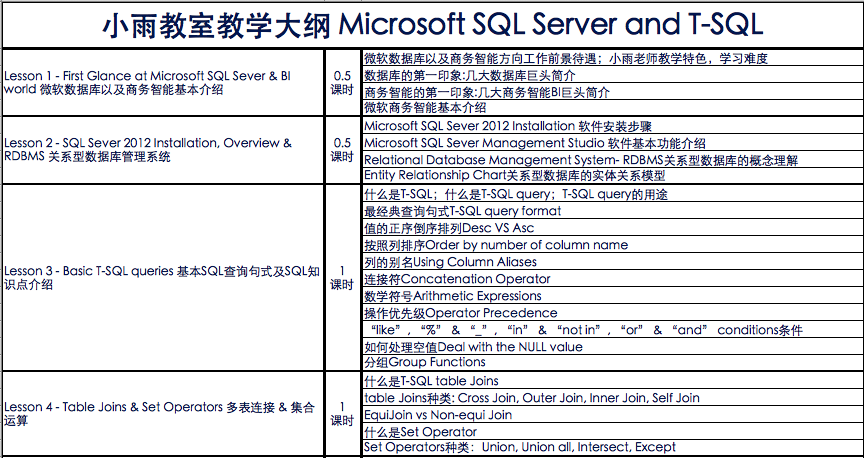 小雨教室教学大纲 Microsoft SQL Server and T-SQL
Lesson 1 - First Glance at Microsoft SQL Sever & BI
world 微软数据库以及商务智能基本介绍
0.5
课时
微软数据库以及商务智能方向工作前景待遇；小雨老师教学特色，学习难度
数据库的第一印象:几大数据库巨头简介
商务智能的第一印象:几大商务智能BI巨头简介
微软商务智能基本介绍
Lesson 2 - SQL Sever 2012 Installation, Overview &
RDBMS 关系型数据库管理系统
0.5
课时
Microsoft SQL Sever 2012 Installation 软件安装步骤
Microsoft SQL Sever Management Studio 软件基本功能介绍
Relational Database Management System- RDBMS关系型数据库的概念理解
Entity Relationship Chart关系型数据库的实体关系模型
Lesson 3 - Basic T-SQL queries 基本SQL查询句式及SQL知
识点介绍
1
课时
什么是T-SQL；什么是T-SQL query；T-SQL query的用途
最经典查询句式T-SQL query format
值的正序倒序排列Desc VS Asc
按照列排序Order by number of column name
列的别名Using Column Aliases
连接符Concatenation Operator
数学符号Arithmetic Expressions
操作优先级Operator Precedence
“like”，“%” & “_”，“in” & “not in”，“or” & “and” conditions条件
如何处理空值Deal with the NULL value
分组Group Functions
Lesson 4 - Table Joins & Set Operators 多表连接 & 集合
运算
1
课时
什么是T-SQL table Joins
table Joins种类: Cross Join, Outer Join, Inner Join, Self Join
EquiJoin vs Non-equi Join
什么是Set Operator
Set Operators种类：Union, Union all, Intersect, Except